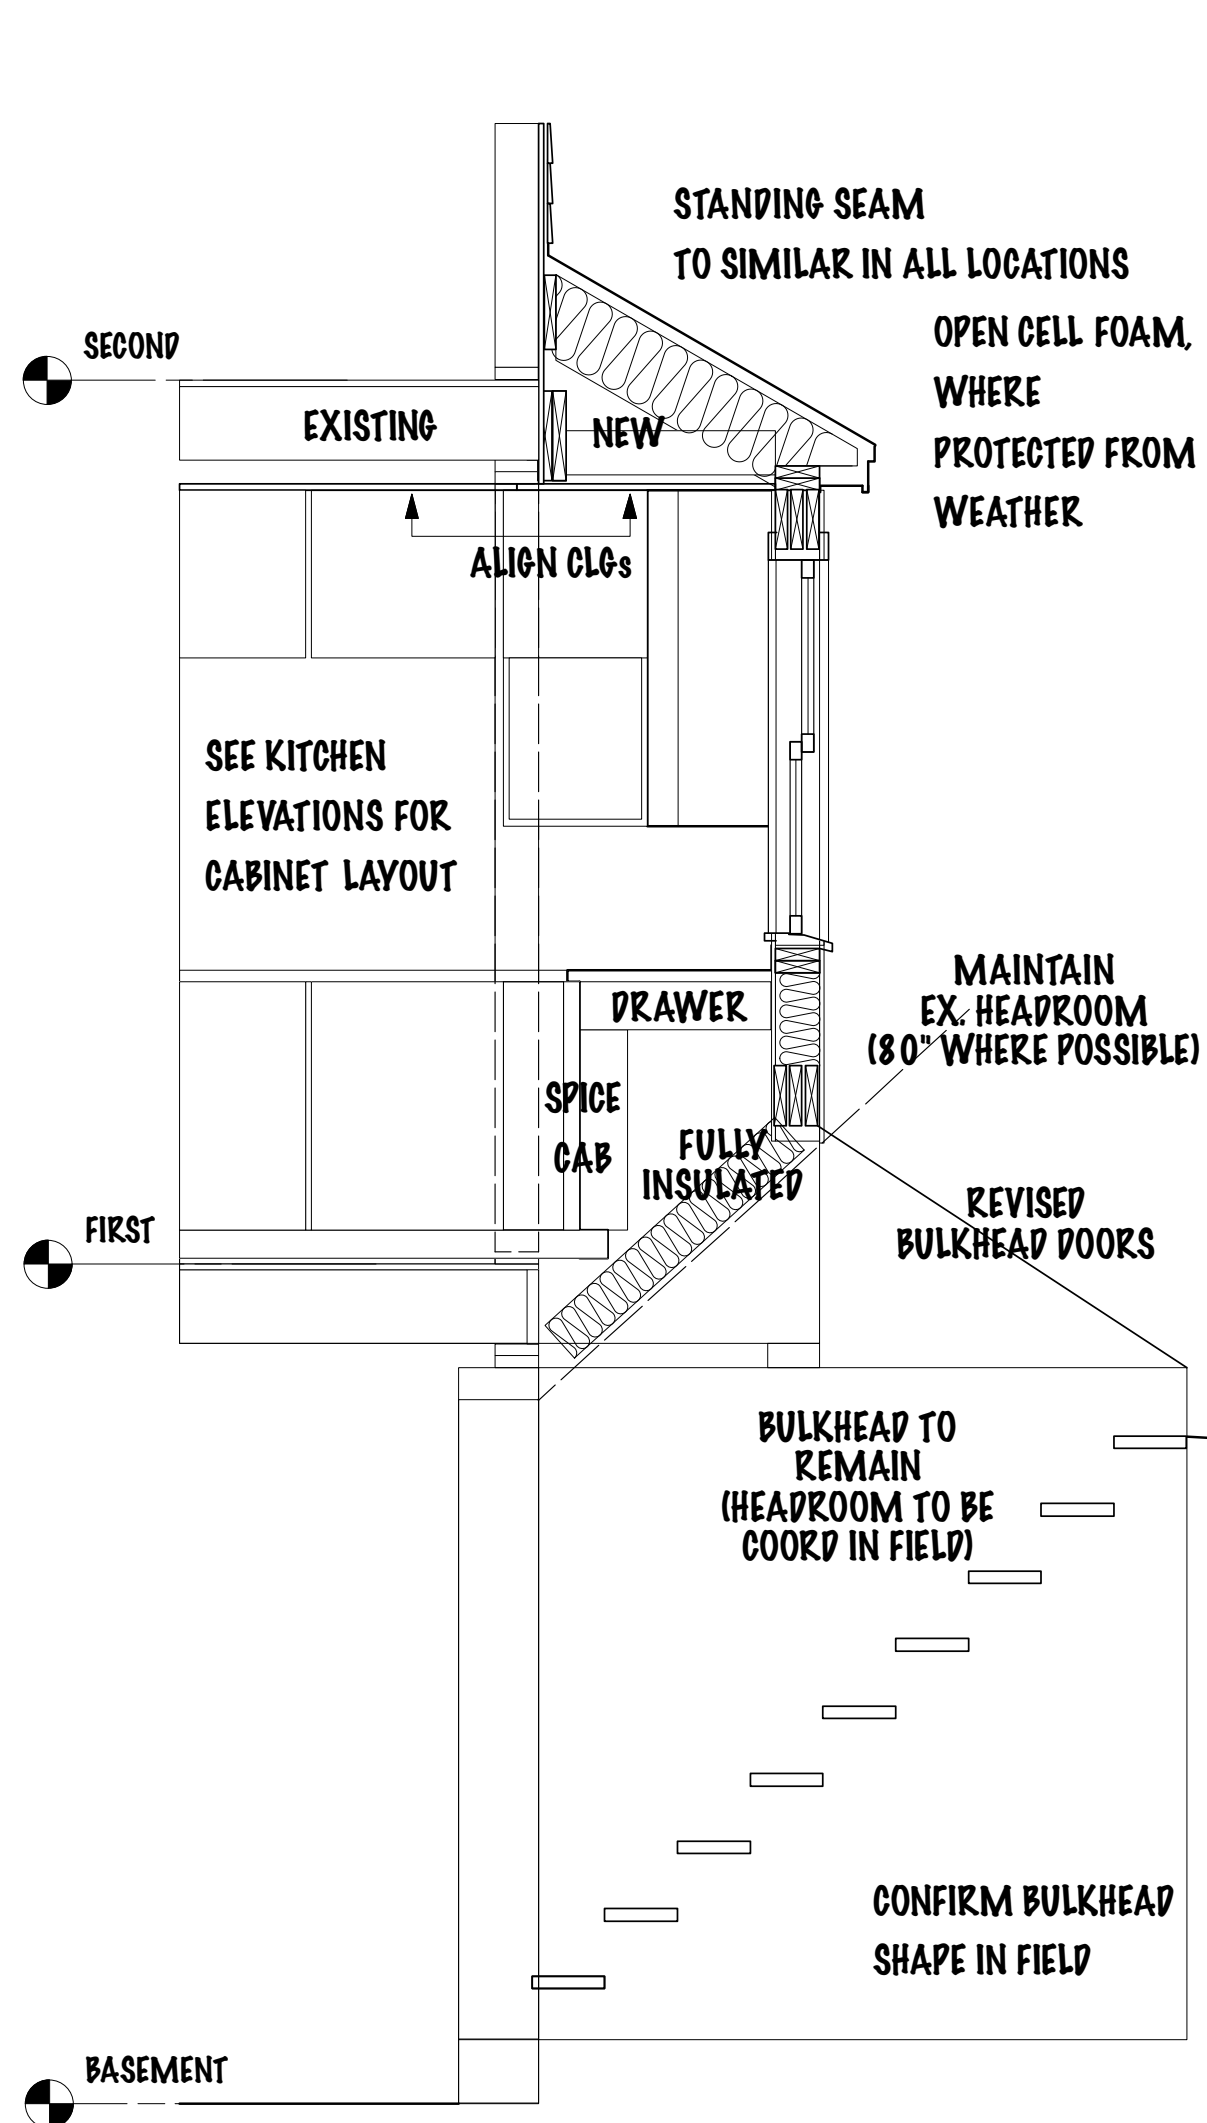 STANDING SEAM
TO SIMILAR IN ALL LOCATIONS
OPEN CELL FOAM,
WHERE
PROTECTED FROM
WEATHER
SECOND
EXISTING
NEW
ALIGN CLGs
SEE KITCHEN
ELEVATIONS FOR
CABINET LAYOUT
MAINTAIN
EX. HEADROOM
(80" WHERE POSSIBLE)
DRAWER
SPICE
CAB
FULLY
INSULATED
REVISED
BULKHEAD DOORS
FIRST
BULKHEAD TO
REMAIN
(HEADROOM TO BE
COORD IN FIELD)
CONFIRM BULKHEAD
SHAPE IN FIELD
BASEMENT